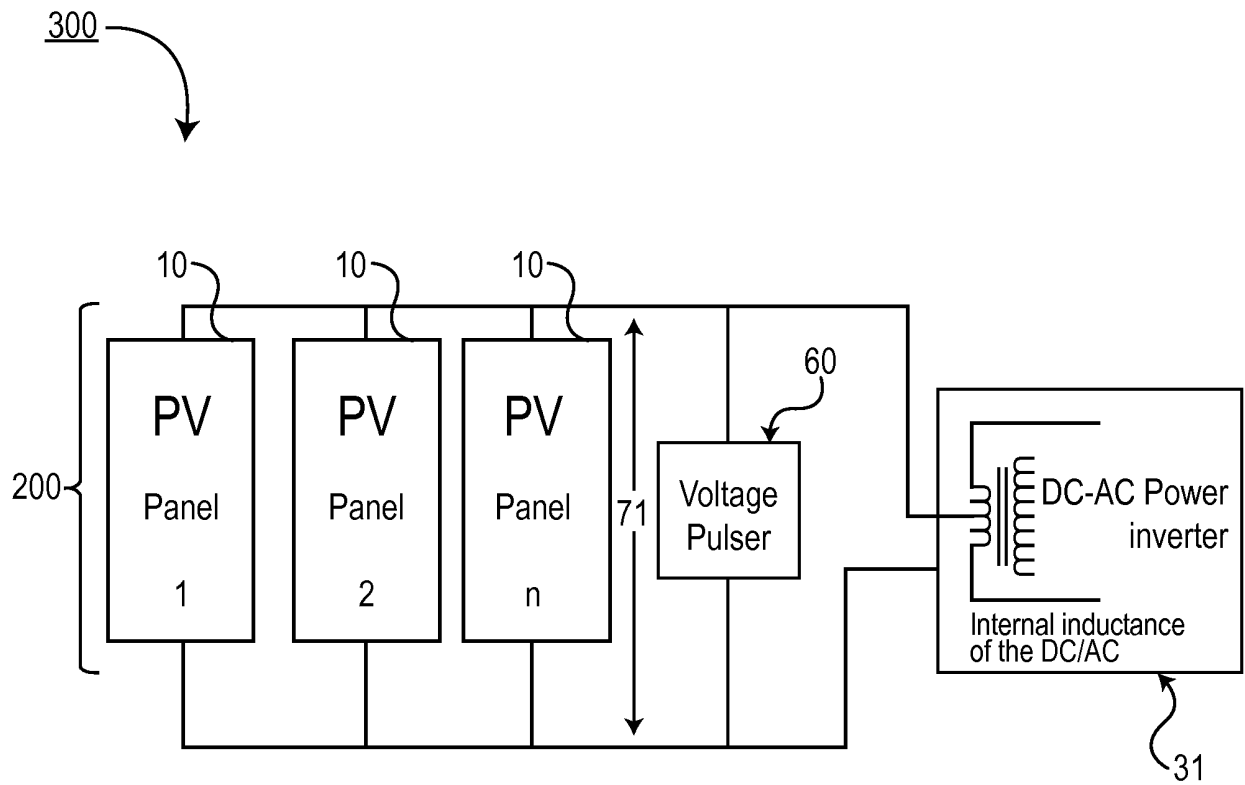 300
10
10
10
200
PV
Panel
1
PV
Panel
2
PV
Panel
n
71
60
Voltage
Pulser
DC-AC Power
inverter
Internal inductance
of the DC/AC
31